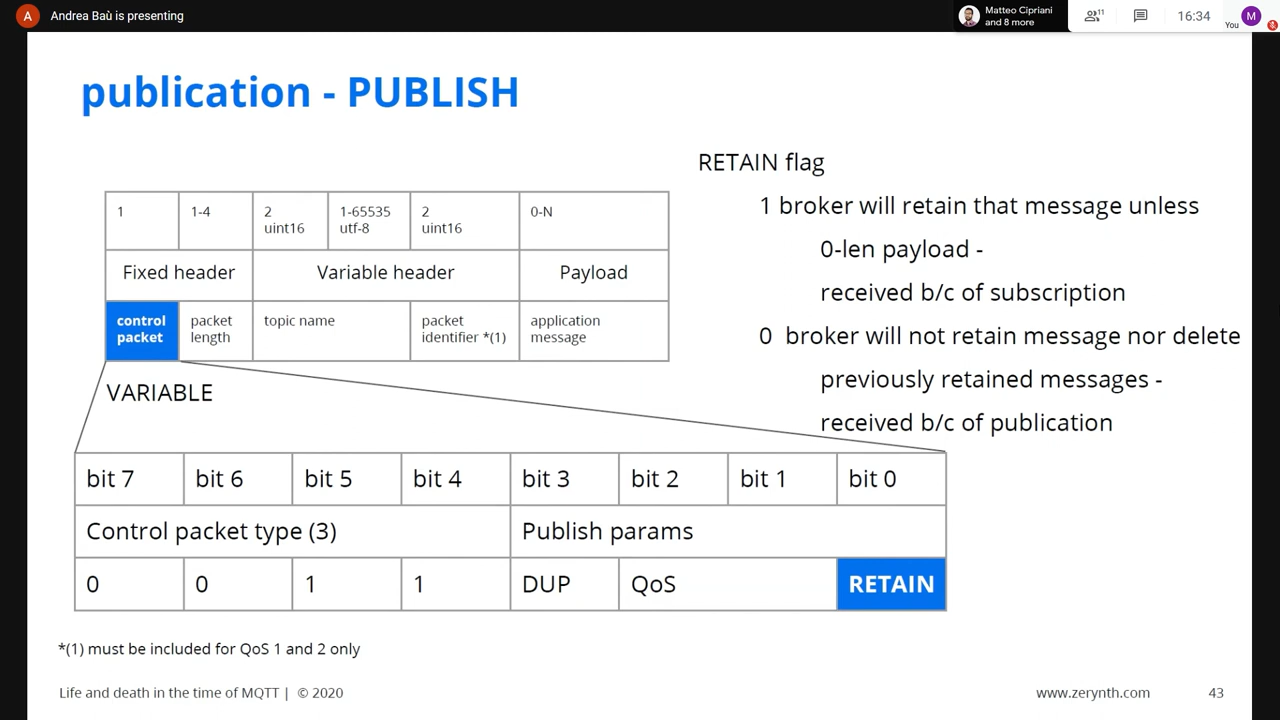 A Andrea Baù is presenting
Matteo Cipriani
and 8 more
11
16:34
You
M
publication - PUBLISH
RETAIN flag
1 broker will retain that message unless
0-len payload -
received b/c of subscription
0 broker will not retain message nor delete
previously retained messages -
received b/c of publication
1
1-4
2
uint16
1-65535
utf-8
2
uint16
0-N
Fixed header
Variable header
Payload
control
packet
packet
length
topic name
packet
identifier *(1)
application
message
VARIABLE
bit 7
bit 6
bit 5
bit 4
bit 3
bit 2
bit 1
bit 0
Control packet type (3)
Publish params
0
0
1
1
DUP
QoS
RETAIN
*(1) must be included for QoS 1 and 2 only
Life and death in the time of MQTT | © 2020
www.zerynth.com
43